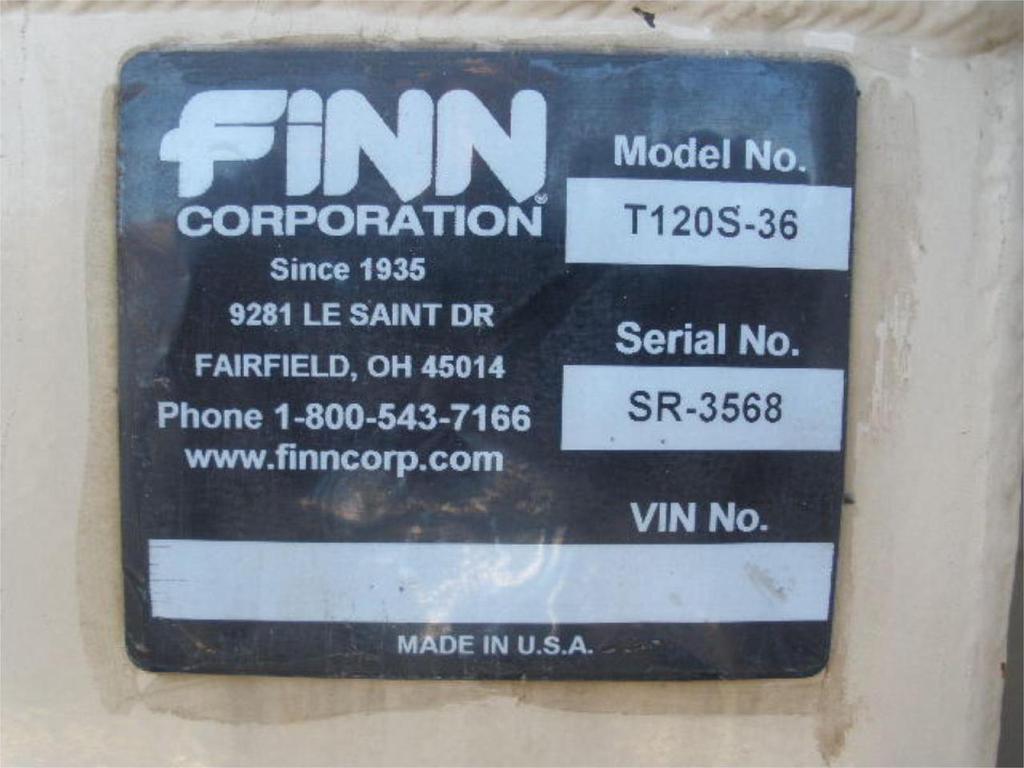 FiNN
CORPORATION®
Since 1935
9281 LE SAINT DR
FAIRFIELD, OH 45014
Phone 1-800-543-7166
www.finncorp.com
Model No.
T120S-36
Serial No.
SR-3568
VIN No.
MADE IN U.S.A.